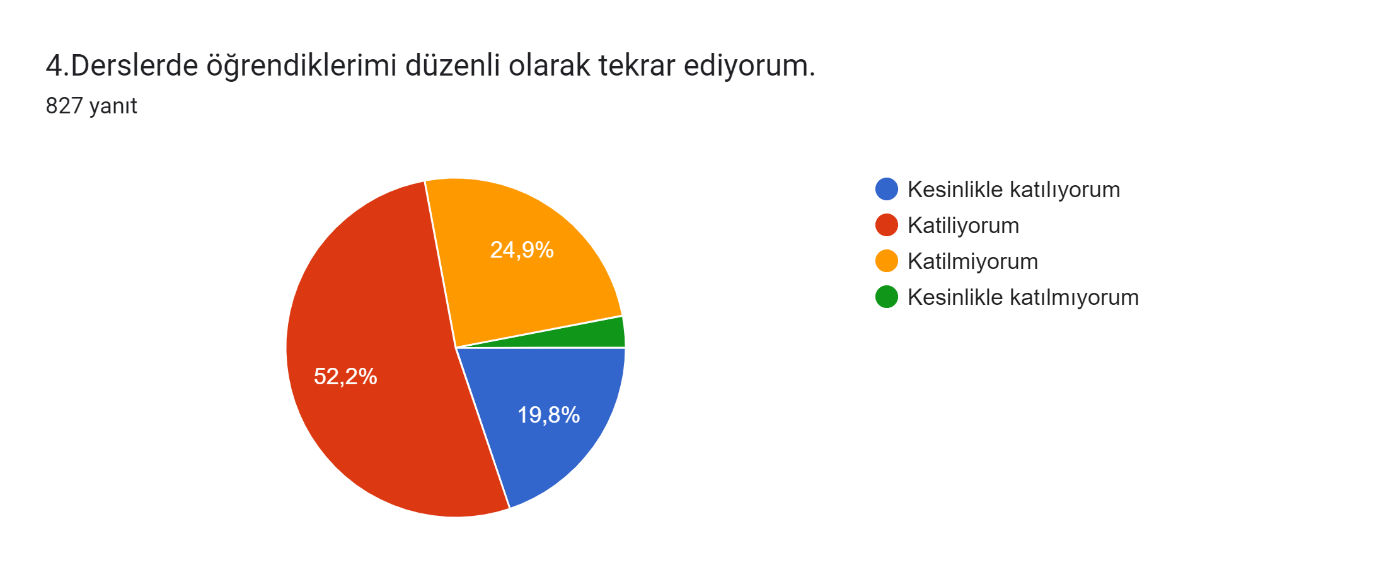 4.Derslerde öğrendiklerimi düzenli olarak tekrar ediyorum.
827 yanıt
24,9%
52,2%
19,8%
Kesinlikle katılıyorum
Katiliyorum
Katilmiyorum
Kesinlikle katılmıyorum